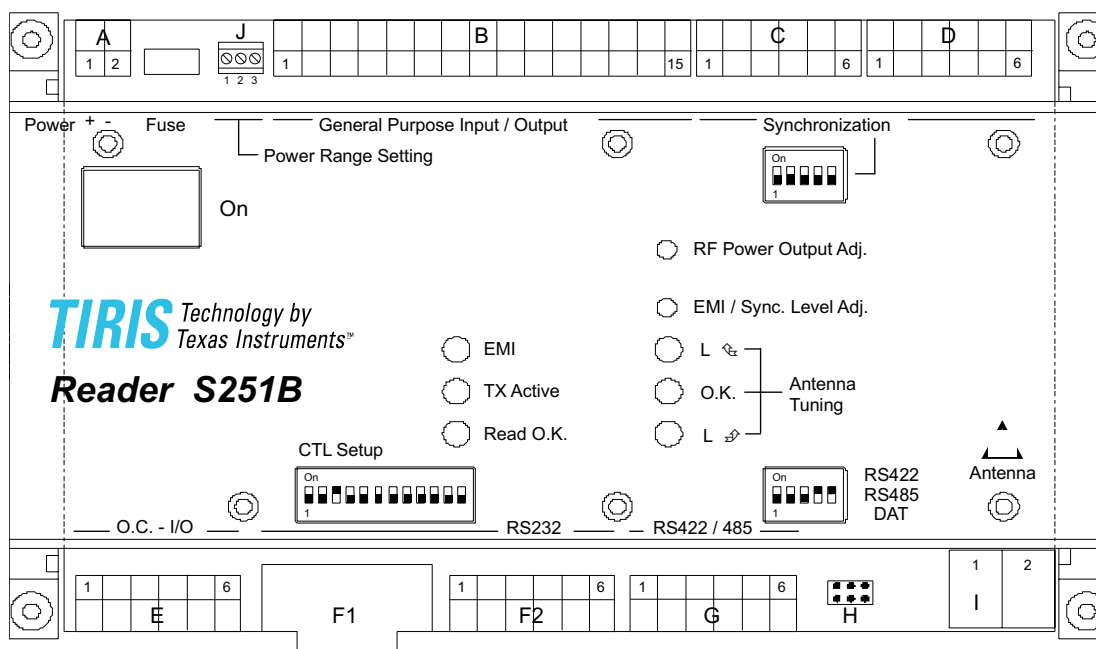 A J B C D
1 2 1 15 1 6 1 6
1 2 3
Power + - Fuse General Purpose Input / Output Synchronization
Power Range Setting
On
1
On
RF Power Output Adj.
EMI / Sync. Level Adj.
TIRIS Technology by
Texas Instruments™
EMI L
Reader S251B
TX Active O.K. Antenna
Tuning
Read O.K. L
CTL Setup
On
1
On
1
RS422
RS485
DAT
Antenna
O.C. - I/O RS232 RS422 / 485
1 2
1 6 1 6 1 6
E F1 F2 G H I